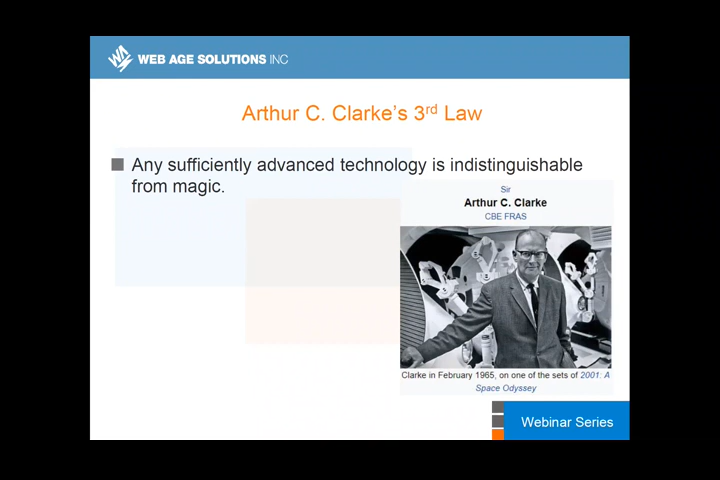 WEB AGE SOLUTIONS INC
Arthur C. Clarke's 3rd Law
Any sufficiently advanced technology is indistinguishable
from magic.
Sir
Arthur C. Clarke
CBE FRAS
Clarke in February 1965, on one of the sets of 2001: A
Space Odyssey
Webinar Series